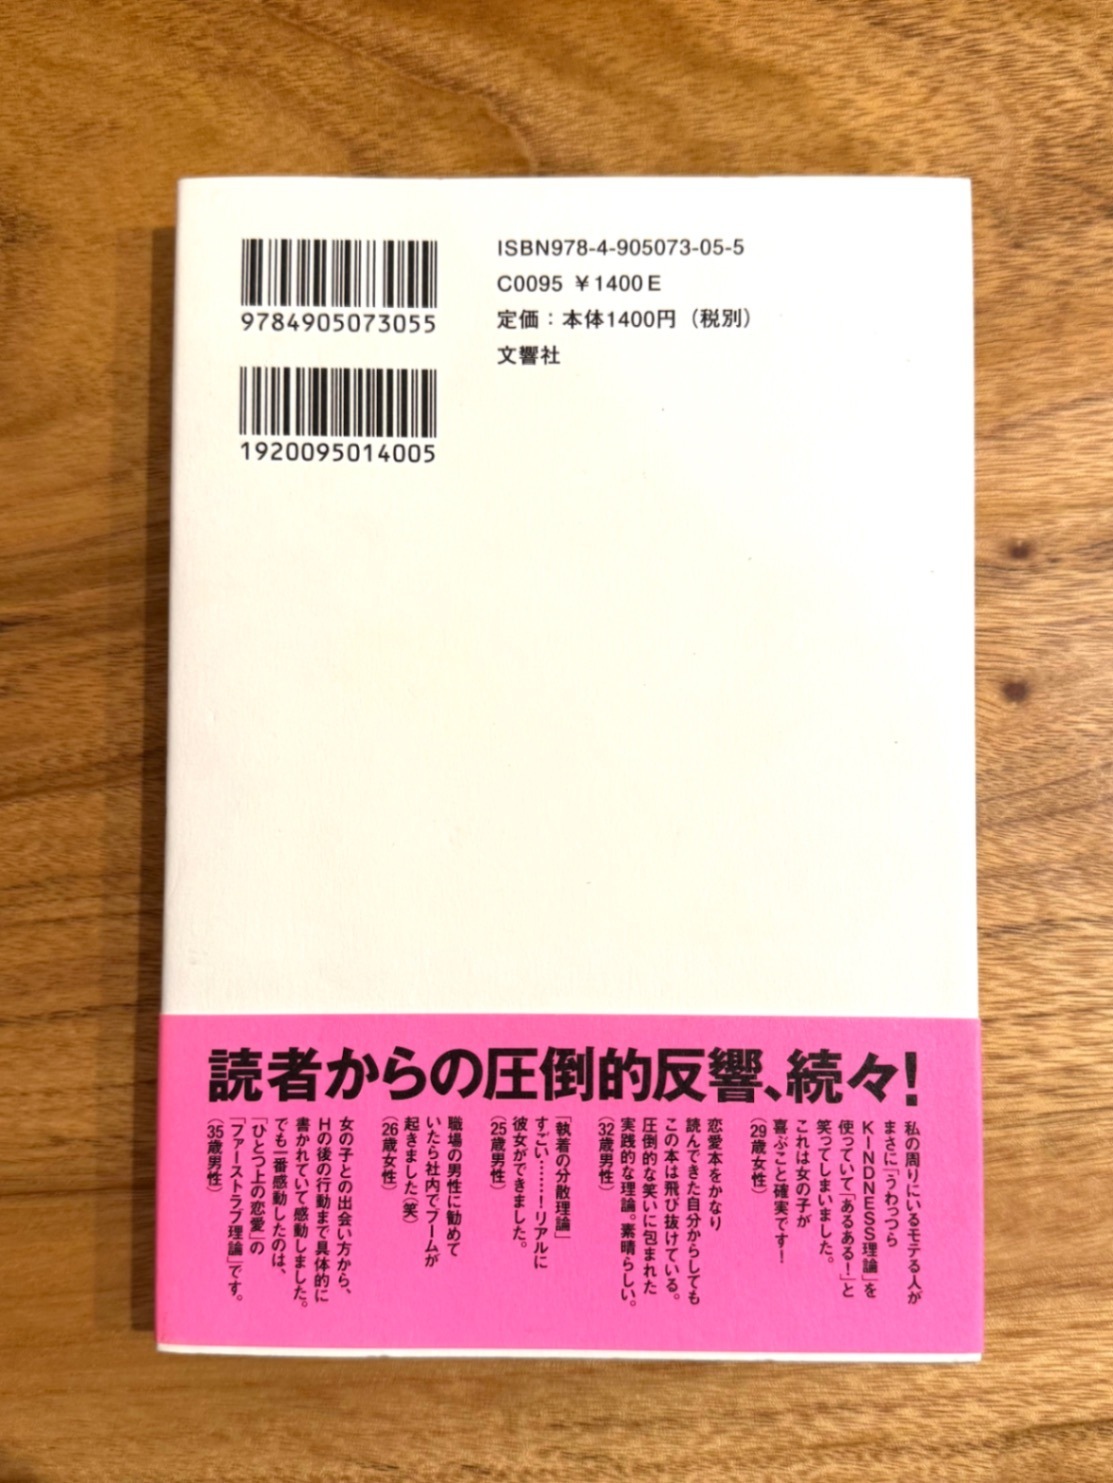 9784905073055
1920095014005
ISBN978-4-905073-05-5
C0095 ¥1400E
定価：本体1400円（税別）
文響社
読者からの圧倒的反響、続々！
私の周りにいるモテる人が
まさに「うわっつら
KINDNESS理論」を
使っていて「あるある！」と
笑ってしまいました。
これは女の子が
喜ぶこと確実です！
（29歳女性）
恋愛本をかなり
読んできた自分からしても
この本は飛び抜けている。
圧倒的な笑いに包まれた
実践的な理論。素晴らしい。
（32歳男性）
「執着の分散理論」
すごい……！リアルに
彼女ができました。
（25歳男性）
職場の男性に勧めて
いたら社内でブームが
起きました（笑）
（26歳女性）
女の子との出会い方から、
Hの後の行動まで具体的に
書かれていて感動しました。
でも一番感動したのは、
「ひとつ上の恋愛」の
「ファーストラブ理論」です。
（35歳男性）